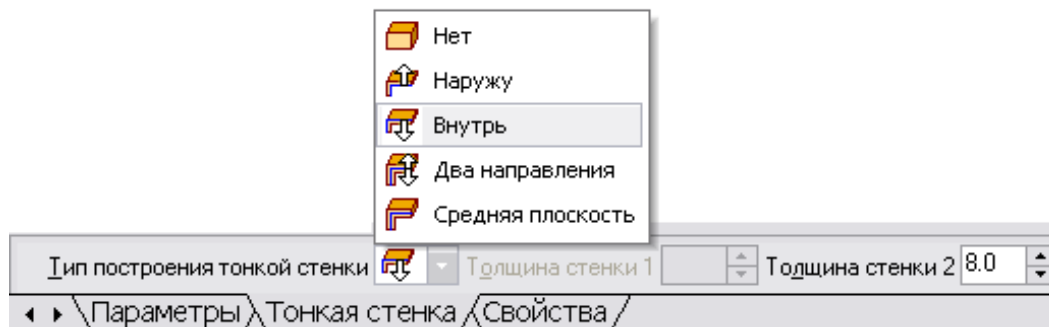 Нет
Наружу
Внутрь
Два направления
Средняя плоскость
Тип построения тонкой стенки Толщина стенки 1 Толщина стенки 2 8.0
Параметры Тонкая стенка Свойства